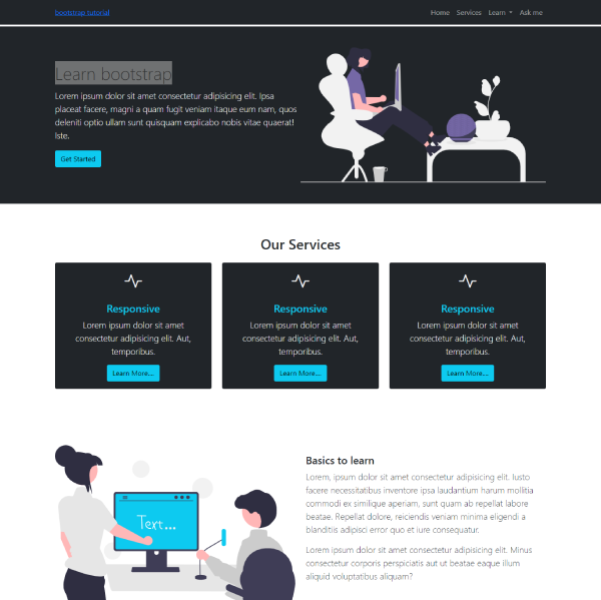 bootstrap tutorial
Home Services Learn Ask me
Learn bootstrap
Lorem ipsum dolor sit amet consectetur adipisicing elit. Ipsa
placeat facere, magni a quam fugit veniam itaque eum nam, quos
deleniti optio ullam sunt quisquam explicabo nobis vitae quaerat!
Iste.
Get Started
Our Services
Responsive
Lorem ipsum dolor sit amet
consectetur adipisicing elit. Aut,
temporibus.
Learn More...
Responsive
Lorem ipsum dolor sit amet
consectetur adipisicing elit. Aut,
temporibus.
Learn More...
Responsive
Lorem ipsum dolor sit amet
consectetur adipisicing elit. Aut,
temporibus.
Learn More...
Text...
Basics to learn
Lorem, ipsum dolor sit amet consectetur adipisicing elit. Iusto
facere necessitatibus inventore ipsa laudantium harum mollitia
commodi ex similique aperiam, sunt quam ab repellat labore
beatae. Repellat dolore, reiciendis veniam minima eligendi a
blanditiis adipisci error quo et iure consequatur.
Lorem ipsum dolor sit amet consectetur adipisicing elit. Minus
consectetur corporis perspiciatis aut ut beatae eaque illum
aliquid voluptatibus aliquam?